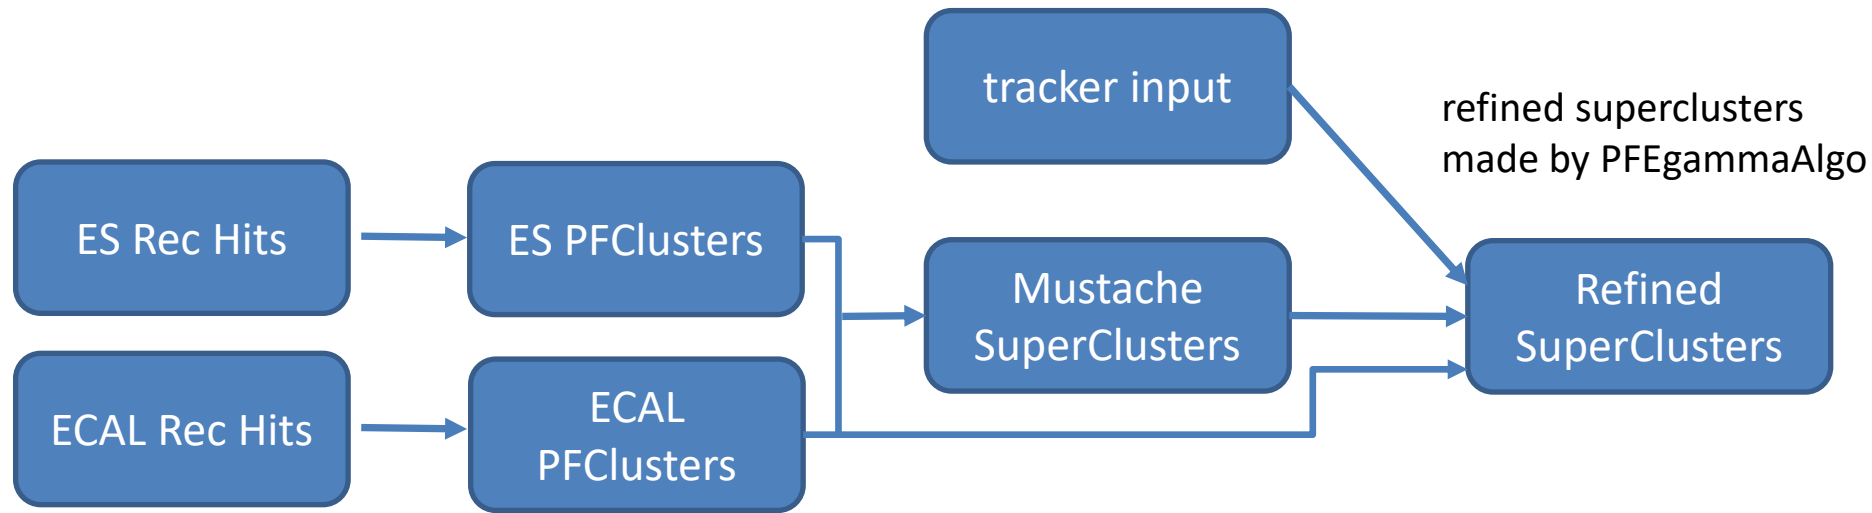 tracker input
refined superclusters
made by PFEgammaAlgo
ES Rec Hits
ES PFClusters
Mustache
SuperClusters
Refined
SuperClusters
ECAL Rec Hits
ECAL
PFClusters